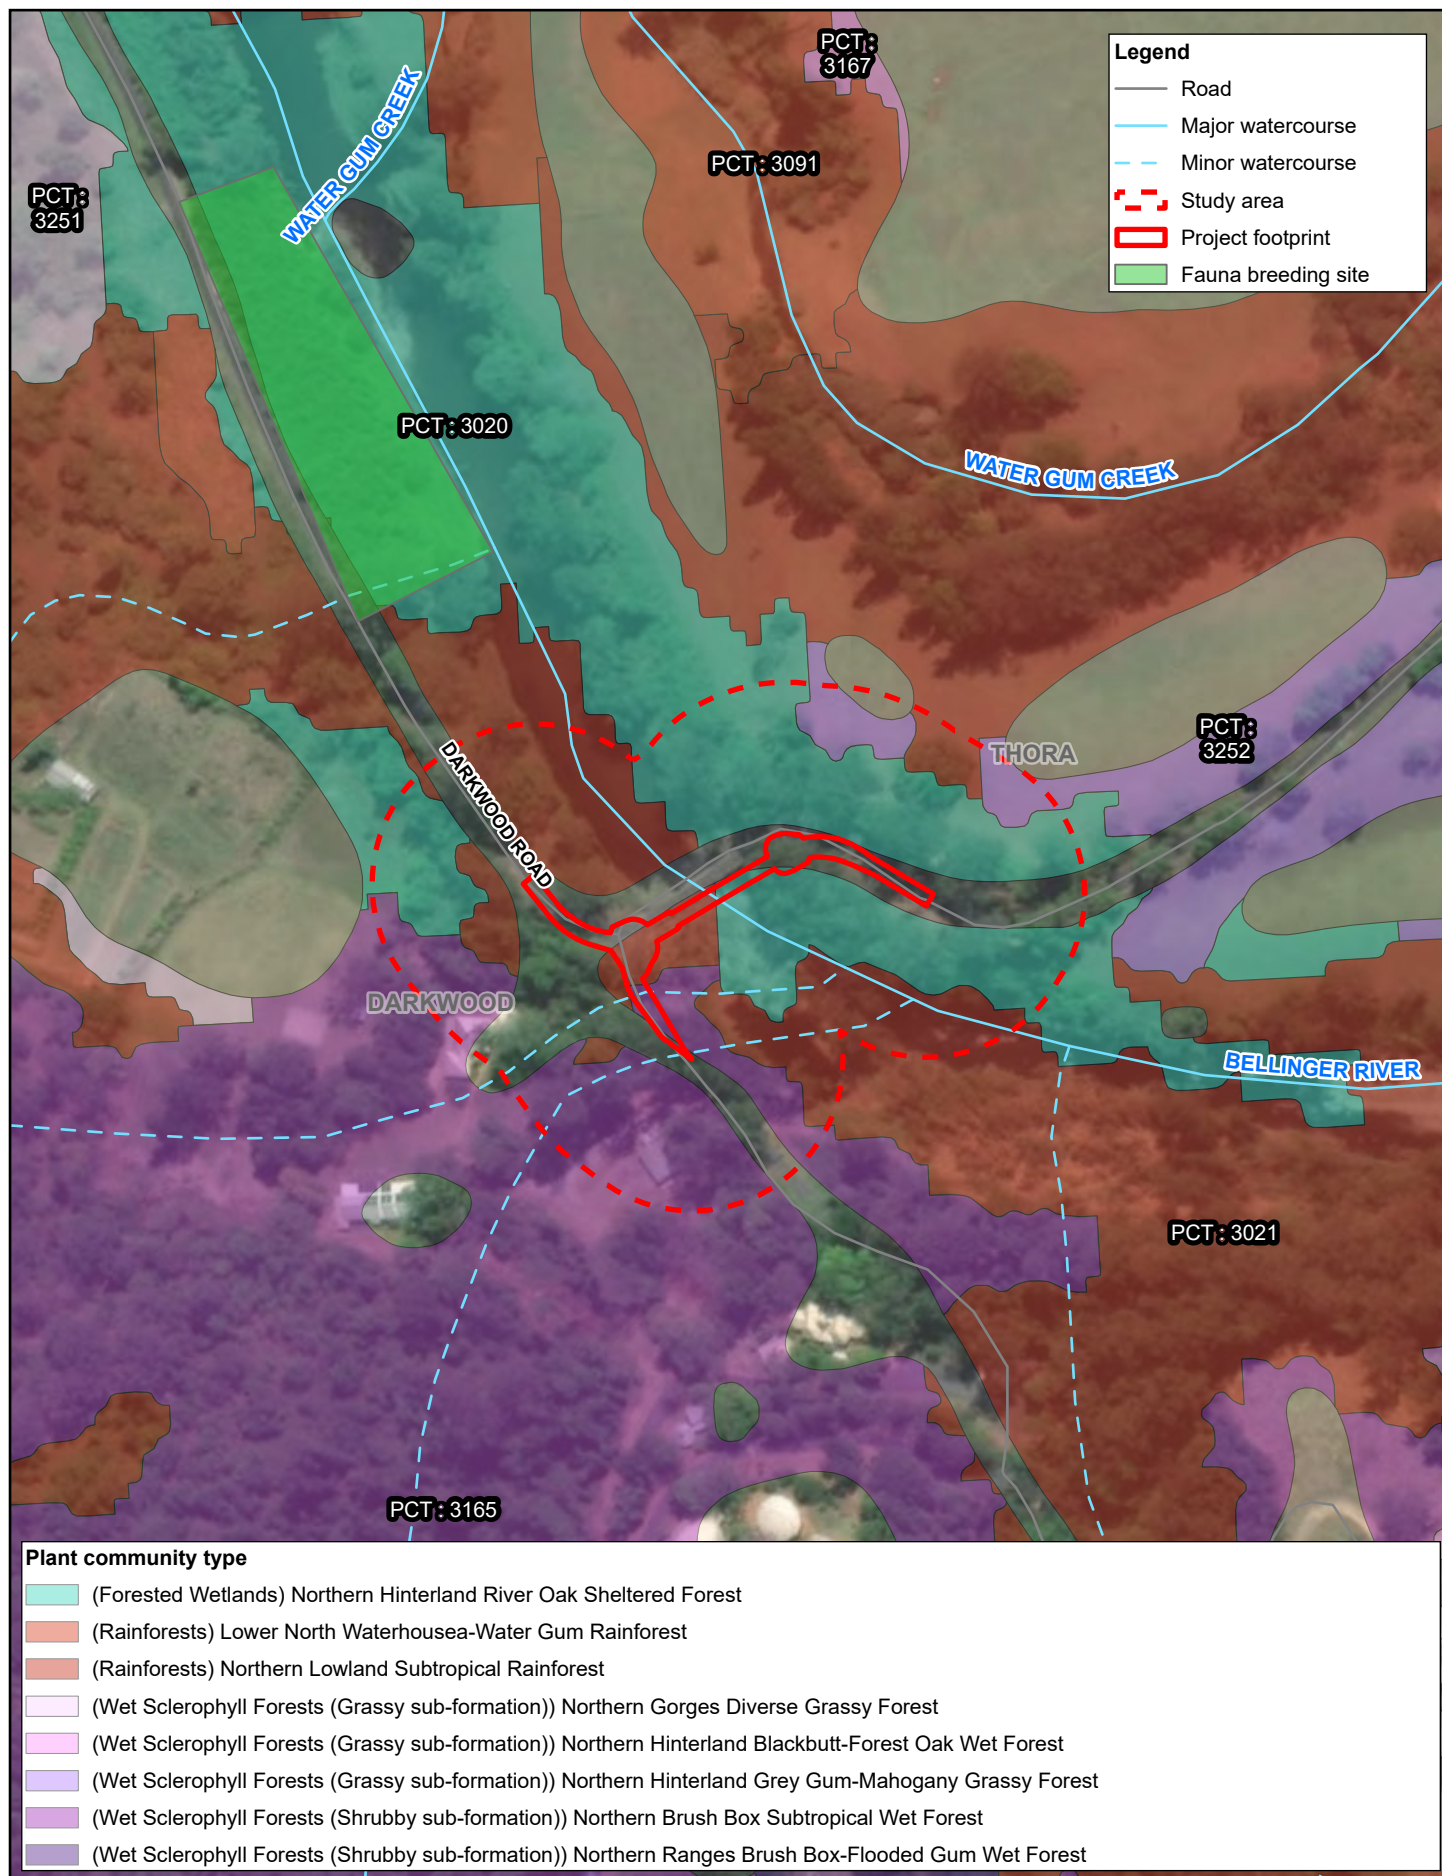 PCT :
3167
Legend
Road
Major watercourse
Minor watercourse
Study area
Project footprint
Fauna breeding site
WATER GUM CREEK
PCT : 3091
PCT :
3251
PCT : 3020
WATER GUM CREEK
PCT :
3252
THORA
DARKWOOD ROAD
DARKWOOD
BELLINGER RIVER
PCT : 3021
PCT : 3165
Plant community type
(Forested Wetlands) Northern Hinterland River Oak Sheltered Forest
(Rainforests) Lower North Waterhousea-Water Gum Rainforest
(Rainforests) Northern Lowland Subtropical Rainforest
(Wet Sclerophyll Forests (Grassy sub-formation)) Northern Gorges Diverse Grassy Forest
(Wet Sclerophyll Forests (Grassy sub-formation)) Northern Hinterland Blackbutt-Forest Oak Wet Forest
(Wet Sclerophyll Forests (Grassy sub-formation)) Northern Hinterland Grey Gum-Mahogany Grassy Forest
(Wet Sclerophyll Forests (Shrubby sub-formation)) Northern Brush Box Subtropical Wet Forest
(Wet Sclerophyll Forests (Shrubby sub-formation)) Northern Ranges Brush Box-Flooded Gum Wet Forest